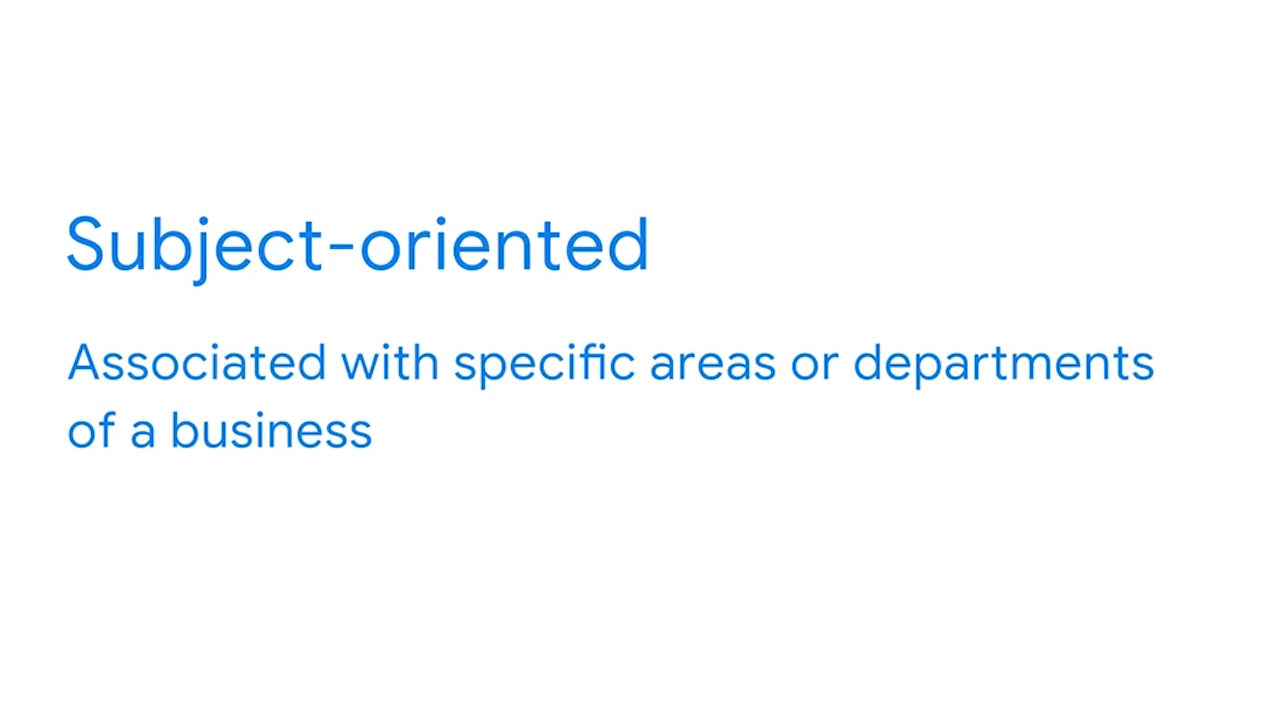 Subject-oriented
Associated with specific areas or departments
of a business